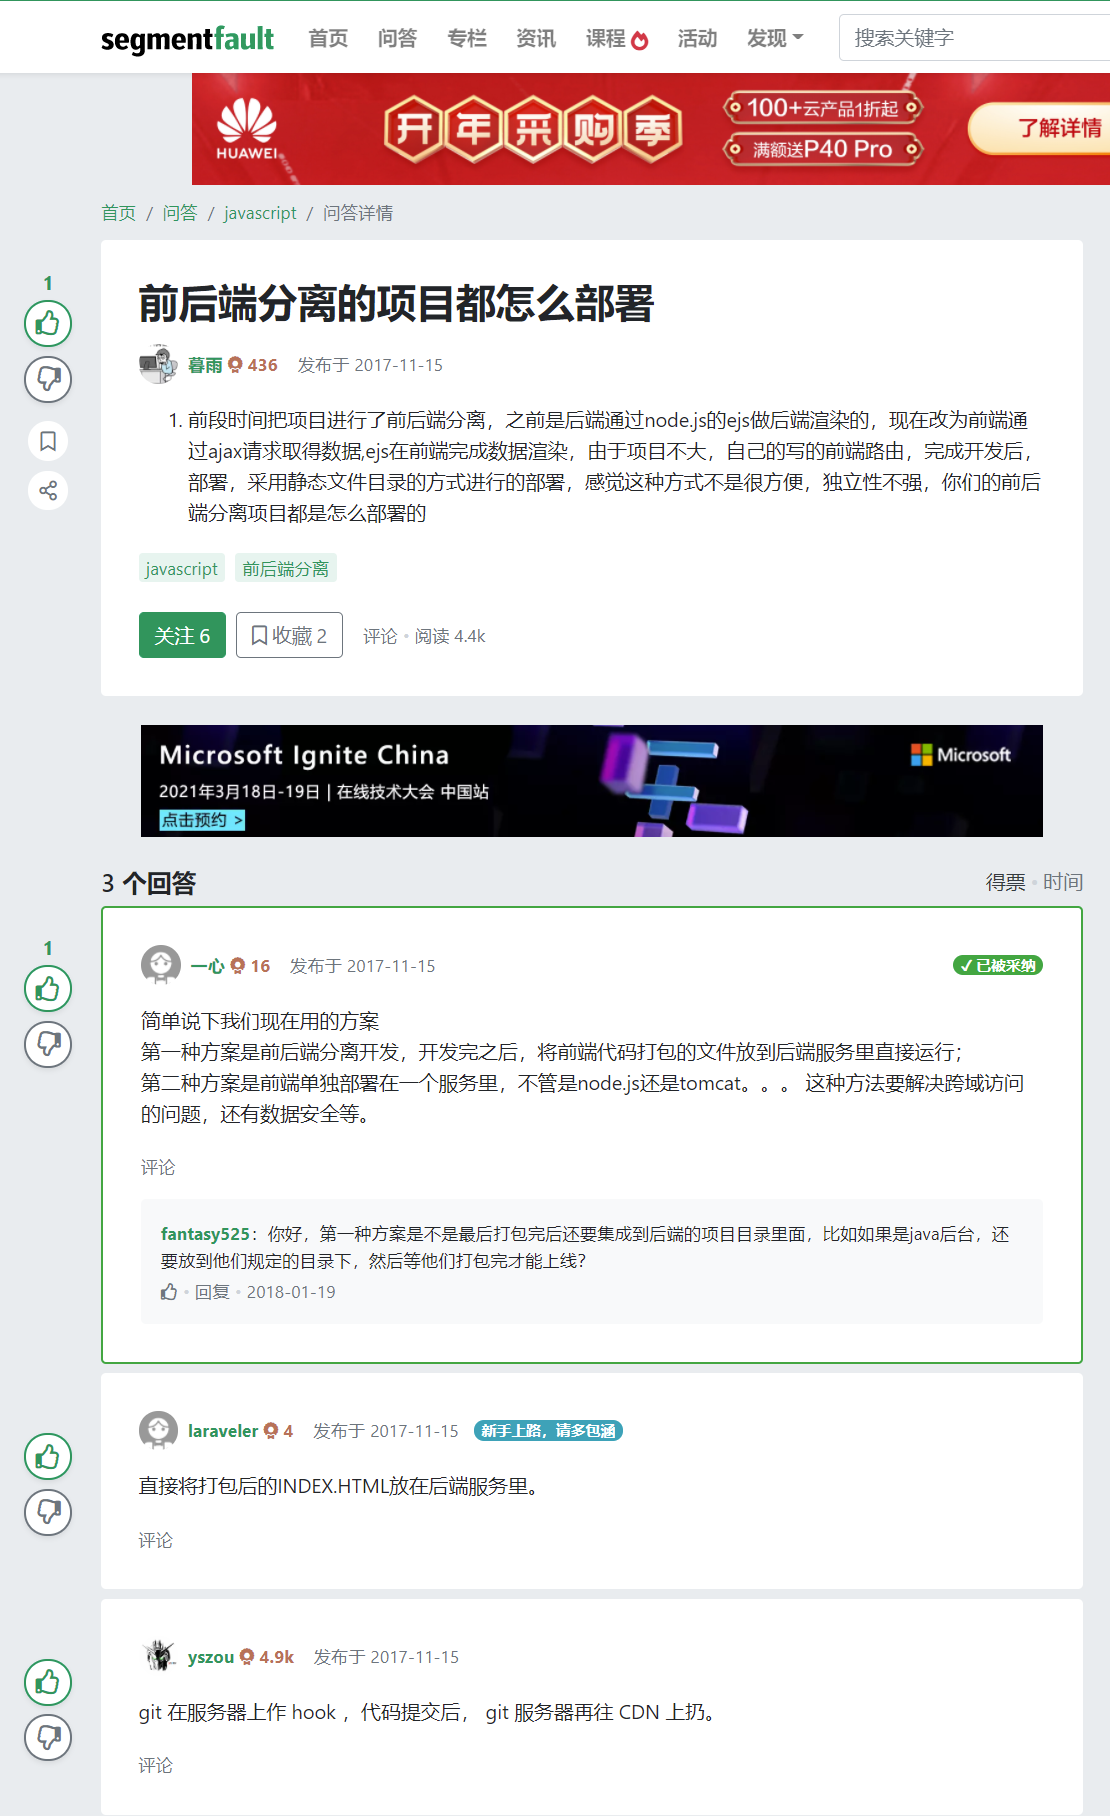 segmentfault 首页 问答 专栏 资讯 课程 活动 发现 搜索关键字
HUAWEI 开年采购季 100+云产品1折起 满额送P40 Pro 了解详情
首页 / 问答 / javascript / 问答详情
1
前后端分离的项目都怎么部署
暮雨 436 发布于 2017-11-15
1. 前段时间把项目进行了前后端分离，之前是后端通过node.js的ejs做后端渲染的，现在改为前端通
过ajax请求取得数据,ejs在前端完成数据渲染，由于项目不大，自己的写的前端路由，完成开发后，
部署，采用静态文件目录的方式进行的部署，感觉这种方式不是很方便，独立性不强，你们的前后
端分离项目都是怎么部署的
javascript 前后端分离
关注 6 收藏 2 评论 • 阅读 4.4k
Microsoft Ignite China Microsoft
2021年3月18日-19日 | 在线技术大会 中国站
点击预约 >
3 个回答 得票 • 时间
1
一心 16 发布于 2017-11-15 ✓ 已被采纳
简单说下我们现在用的方案
第一种方案是前后端分离开发，开发完之后，将前端代码打包的文件放到后端服务里直接运行；
第二种方案是前端单独部署在一个服务里，不管是node.js还是tomcat。。。 这种方法要解决跨域访问
的问题，还有数据安全等。
评论
fantasy525：你好，第一种方案是不是最后打包完后还要集成到后端的项目目录里面，比如如果是java后台，还
要放到他们规定的目录下，然后等他们打包完才能上线？
• 回复 • 2018-01-19
laraveler 4 发布于 2017-11-15 新手上路，请多包涵
直接将打包后的INDEX.HTML放在后端服务里。
评论
yszou 4.9k 发布于 2017-11-15
git 在服务器上作 hook ，代码提交后， git 服务器再往 CDN 上扔。
评论